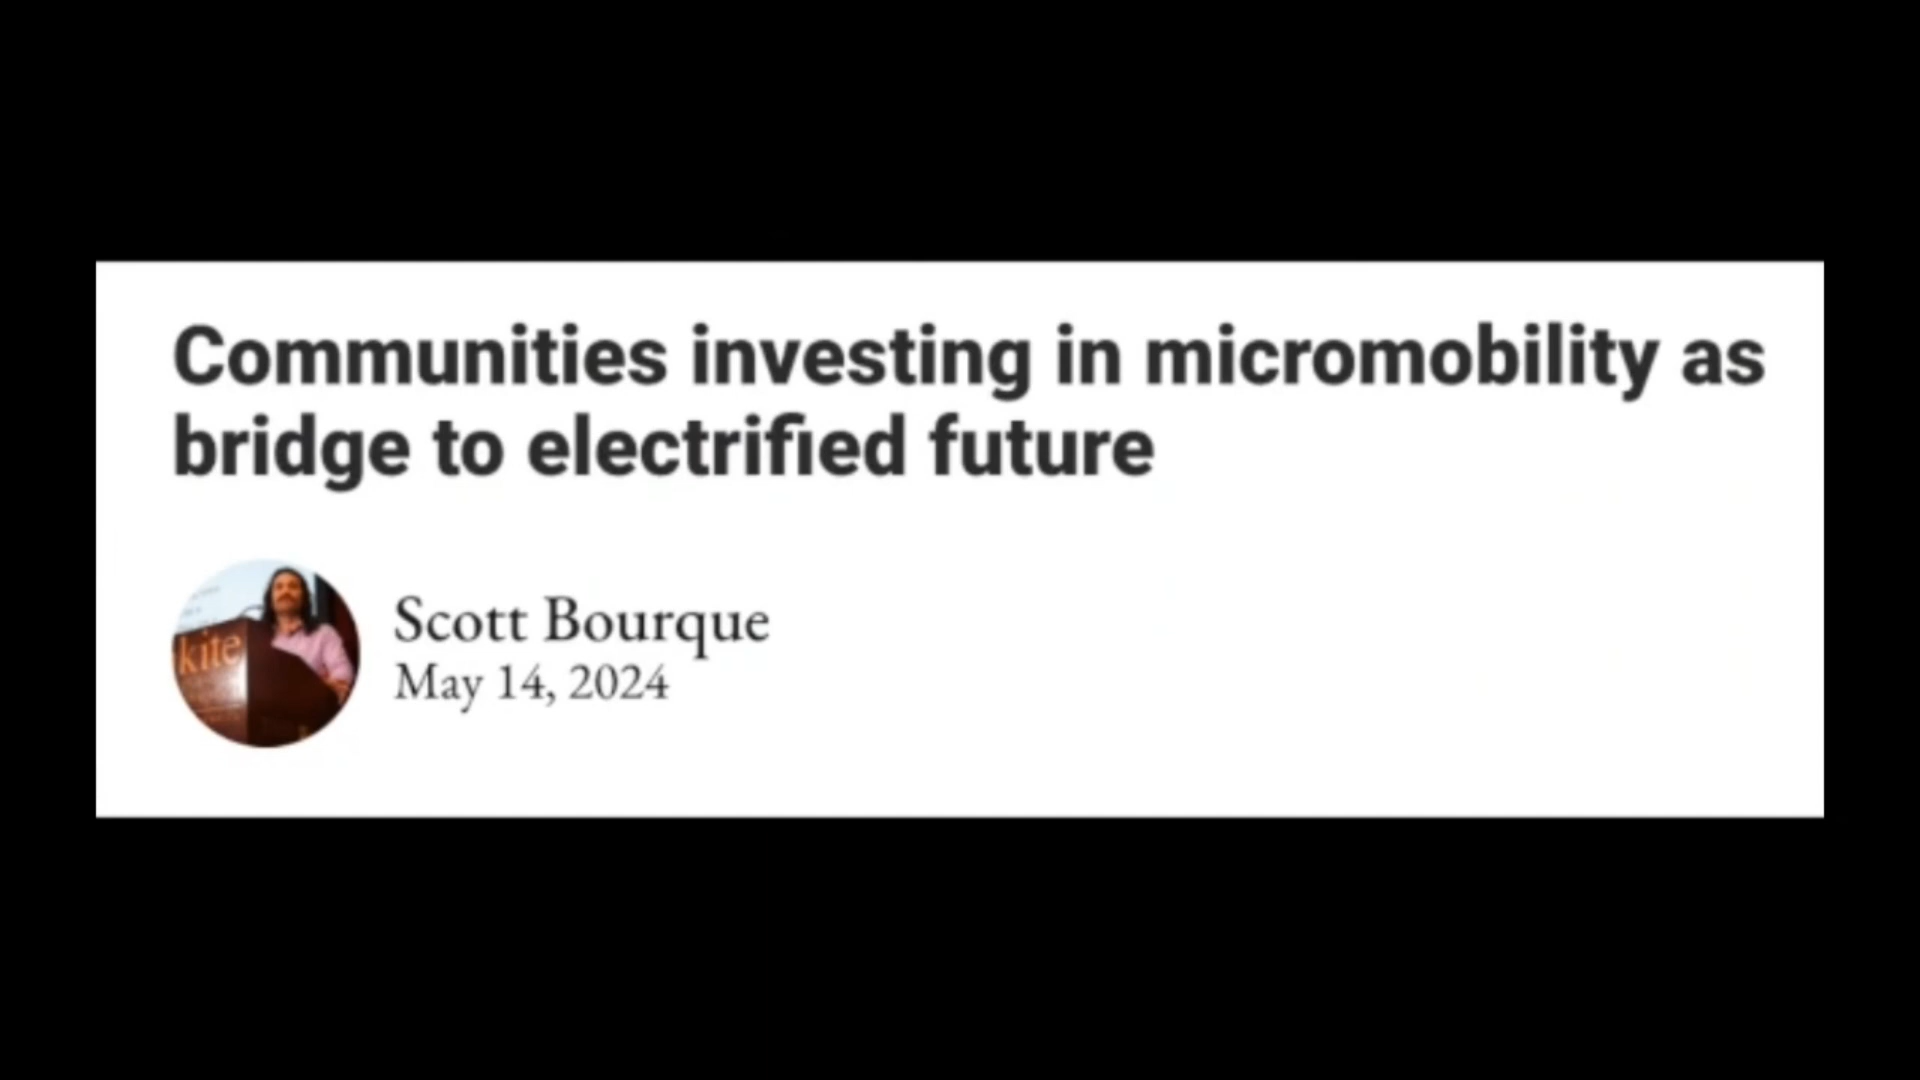 Communities investing in micromobility as
bridge to electrified future
kite
Scott Bourque
May 14, 2024